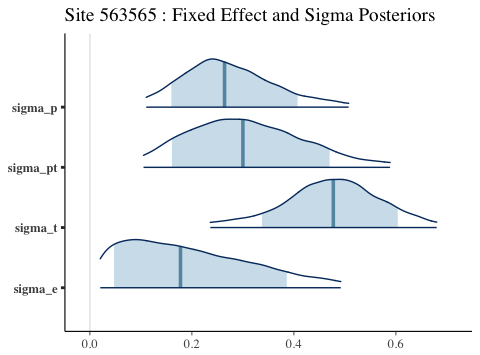 Site 563565 : Fixed Effect and Sigma Posteriors
sigma_p
sigma_pt
sigma_t
sigma_e
0.0 0.2 0.4 0.6